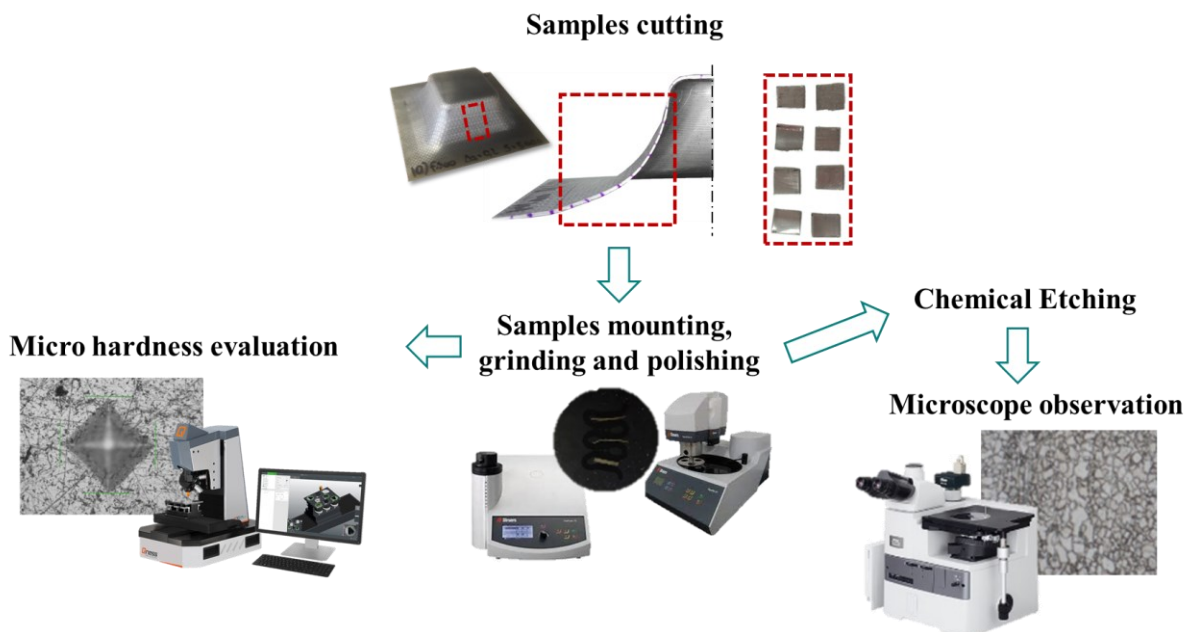 Samples cutting
Chemical Etching
Samples mounting,
grinding and polishing
Micro hardness evaluation
Microscope observation